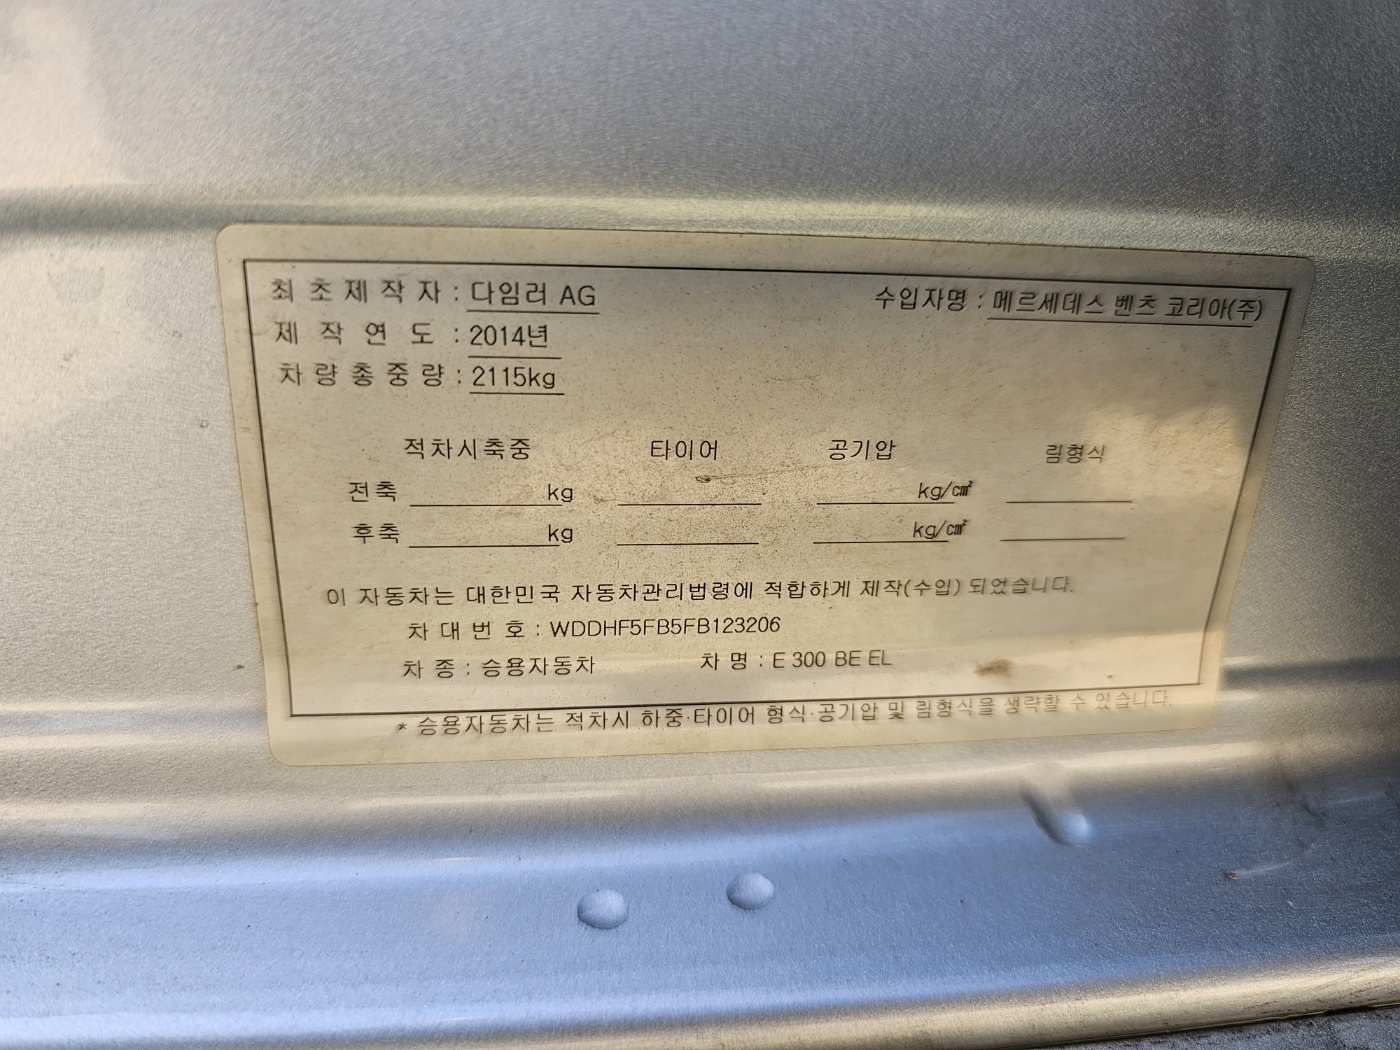 최초제작자 : 다임러 AG 수입자명 : 메르세데스 벤츠 코리아(주)
제작연도 : 2014년
차량총중량 : 2115kg
적차시축중 타이어 공기압 림형식
전축 kg kg/㎠
후축 kg kg/㎠
이 자동차는 대한민국 자동차관리법령에 적합하게 제작(수입) 되었습니다.
차대번호 : WDDHF5FB5FB123206
차종 : 승용자동차 차명 : E 300 BE EL
* 승용자동차는 적차시 하중·타이어 형식·공기압 및 림형식을 생략할 수 있습니다.